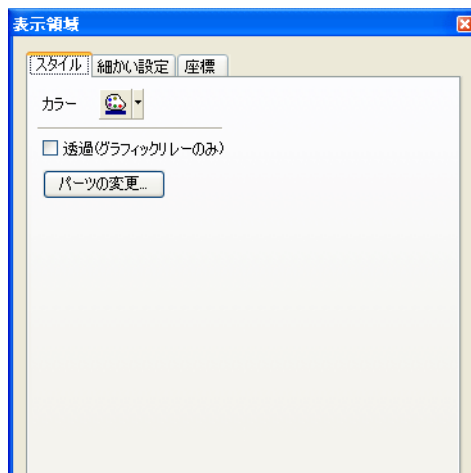 表示領域
スタイル 細かい設定 座標
カラー
透過(グラフィックリレーのみ)
パーツの変更...